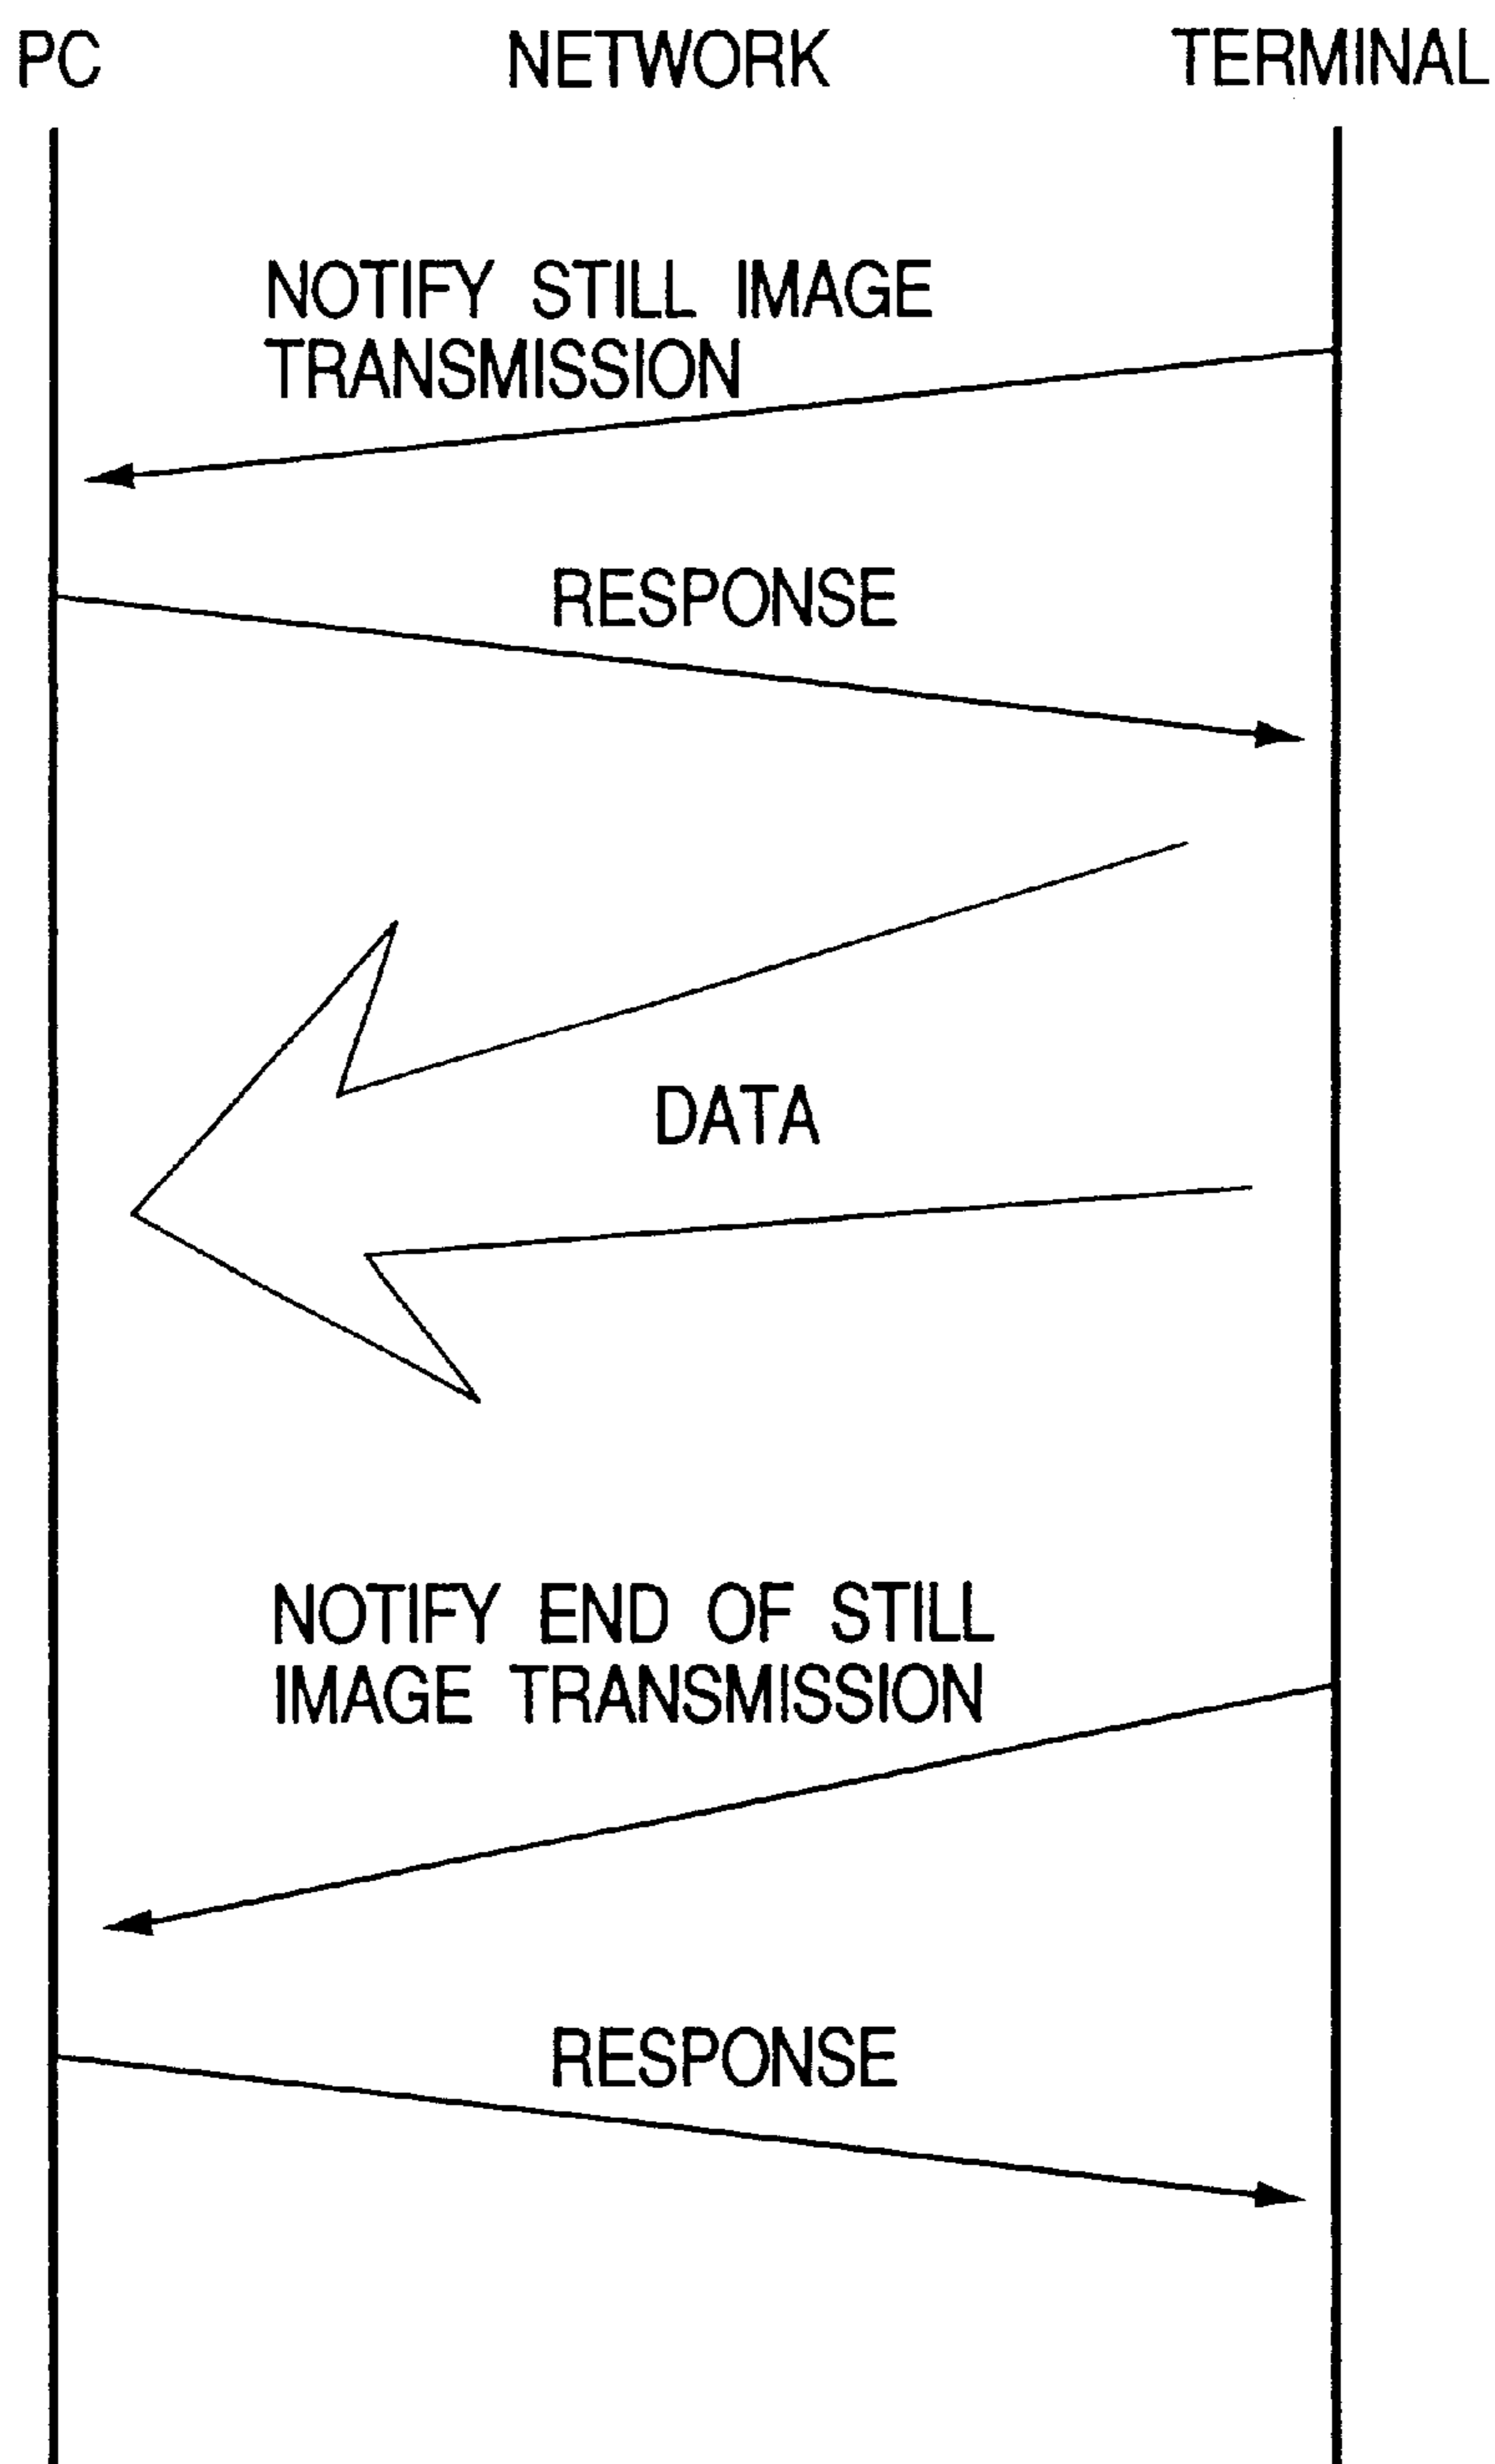 PC NETWORK TERMINAL
NOTIFY STILL IMAGE
TRANSMISSION
RESPONSE
DATA
NOTIFY END OF STILL
IMAGE TRANSMISSION
RESPONSE